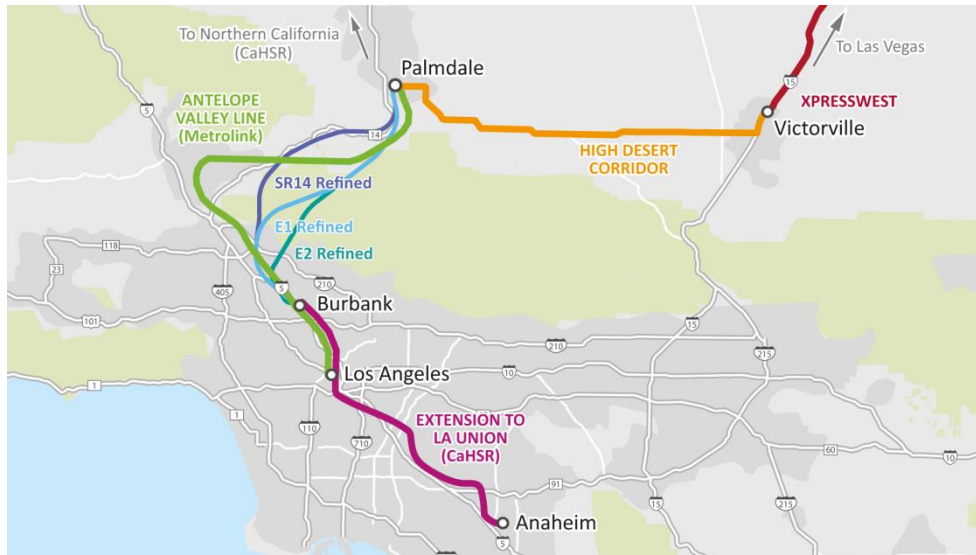 To Northern California
(CaHSR)
To Las Vegas
Palmdale
5
15
ANTELOPE
VALLEY LINE
(Metrolink)
XPRESSWEST
Victorville
14
HIGH DESERT
CORRIDOR
SR14 Refined
E1 Refined
E2 Refined
118
23
210
5
405
Burbank
101
15
215
210
Los Angeles
10
1
1
EXTENSION TO
LA UNION
(CaHSR)
110
710
60
10
91
15
215
Anaheim
5